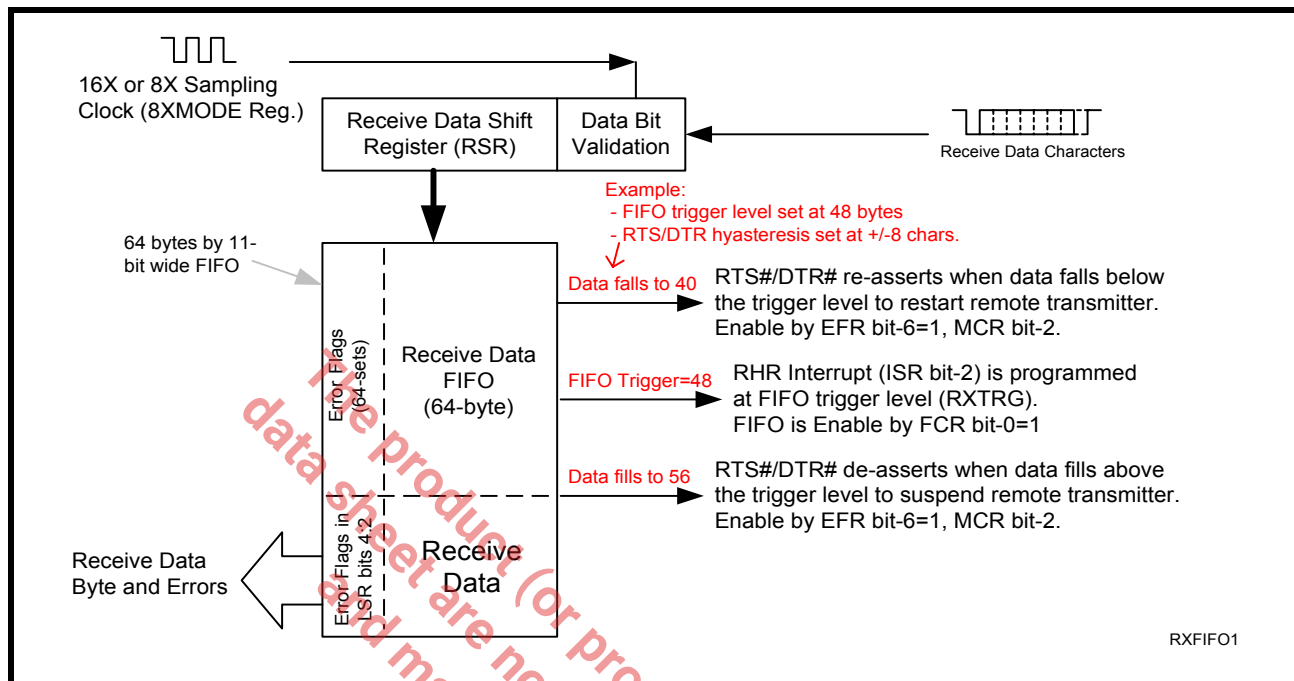 16X or 8X Sampling
Clock (8XMODE Reg.)
Receive Data Shift
Register (RSR)
Data Bit
Validation
Receive Data Characters
Example:
- FIFO trigger level set at 48 bytes
- RTS/DTR hyasteresis set at +/-8 chars.
64 bytes by 11-
bit wide FIFO
Data falls to 40
RTS#/DTR# re-asserts when data falls below
the trigger level to restart remote transmitter.
Enable by EFR bit-6=1, MCR bit-2.
Error Flags
(64-sets)
Receive Data
FIFO
(64-byte)
FIFO Trigger=48
RHR Interrupt (ISR bit-2) is programmed
at FIFO trigger level (RXTRG).
FIFO is Enable by FCR bit-0=1
Data fills to 56
RTS#/DTR# de-asserts when data fills above
the trigger level to suspend remote transmitter.
Enable by EFR bit-6=1, MCR bit-2.
Error Flags in
LSR bits 4:2
Receive
Data
Receive Data
Byte and Errors
RXFIFO1
The product (or
data sheet are
and